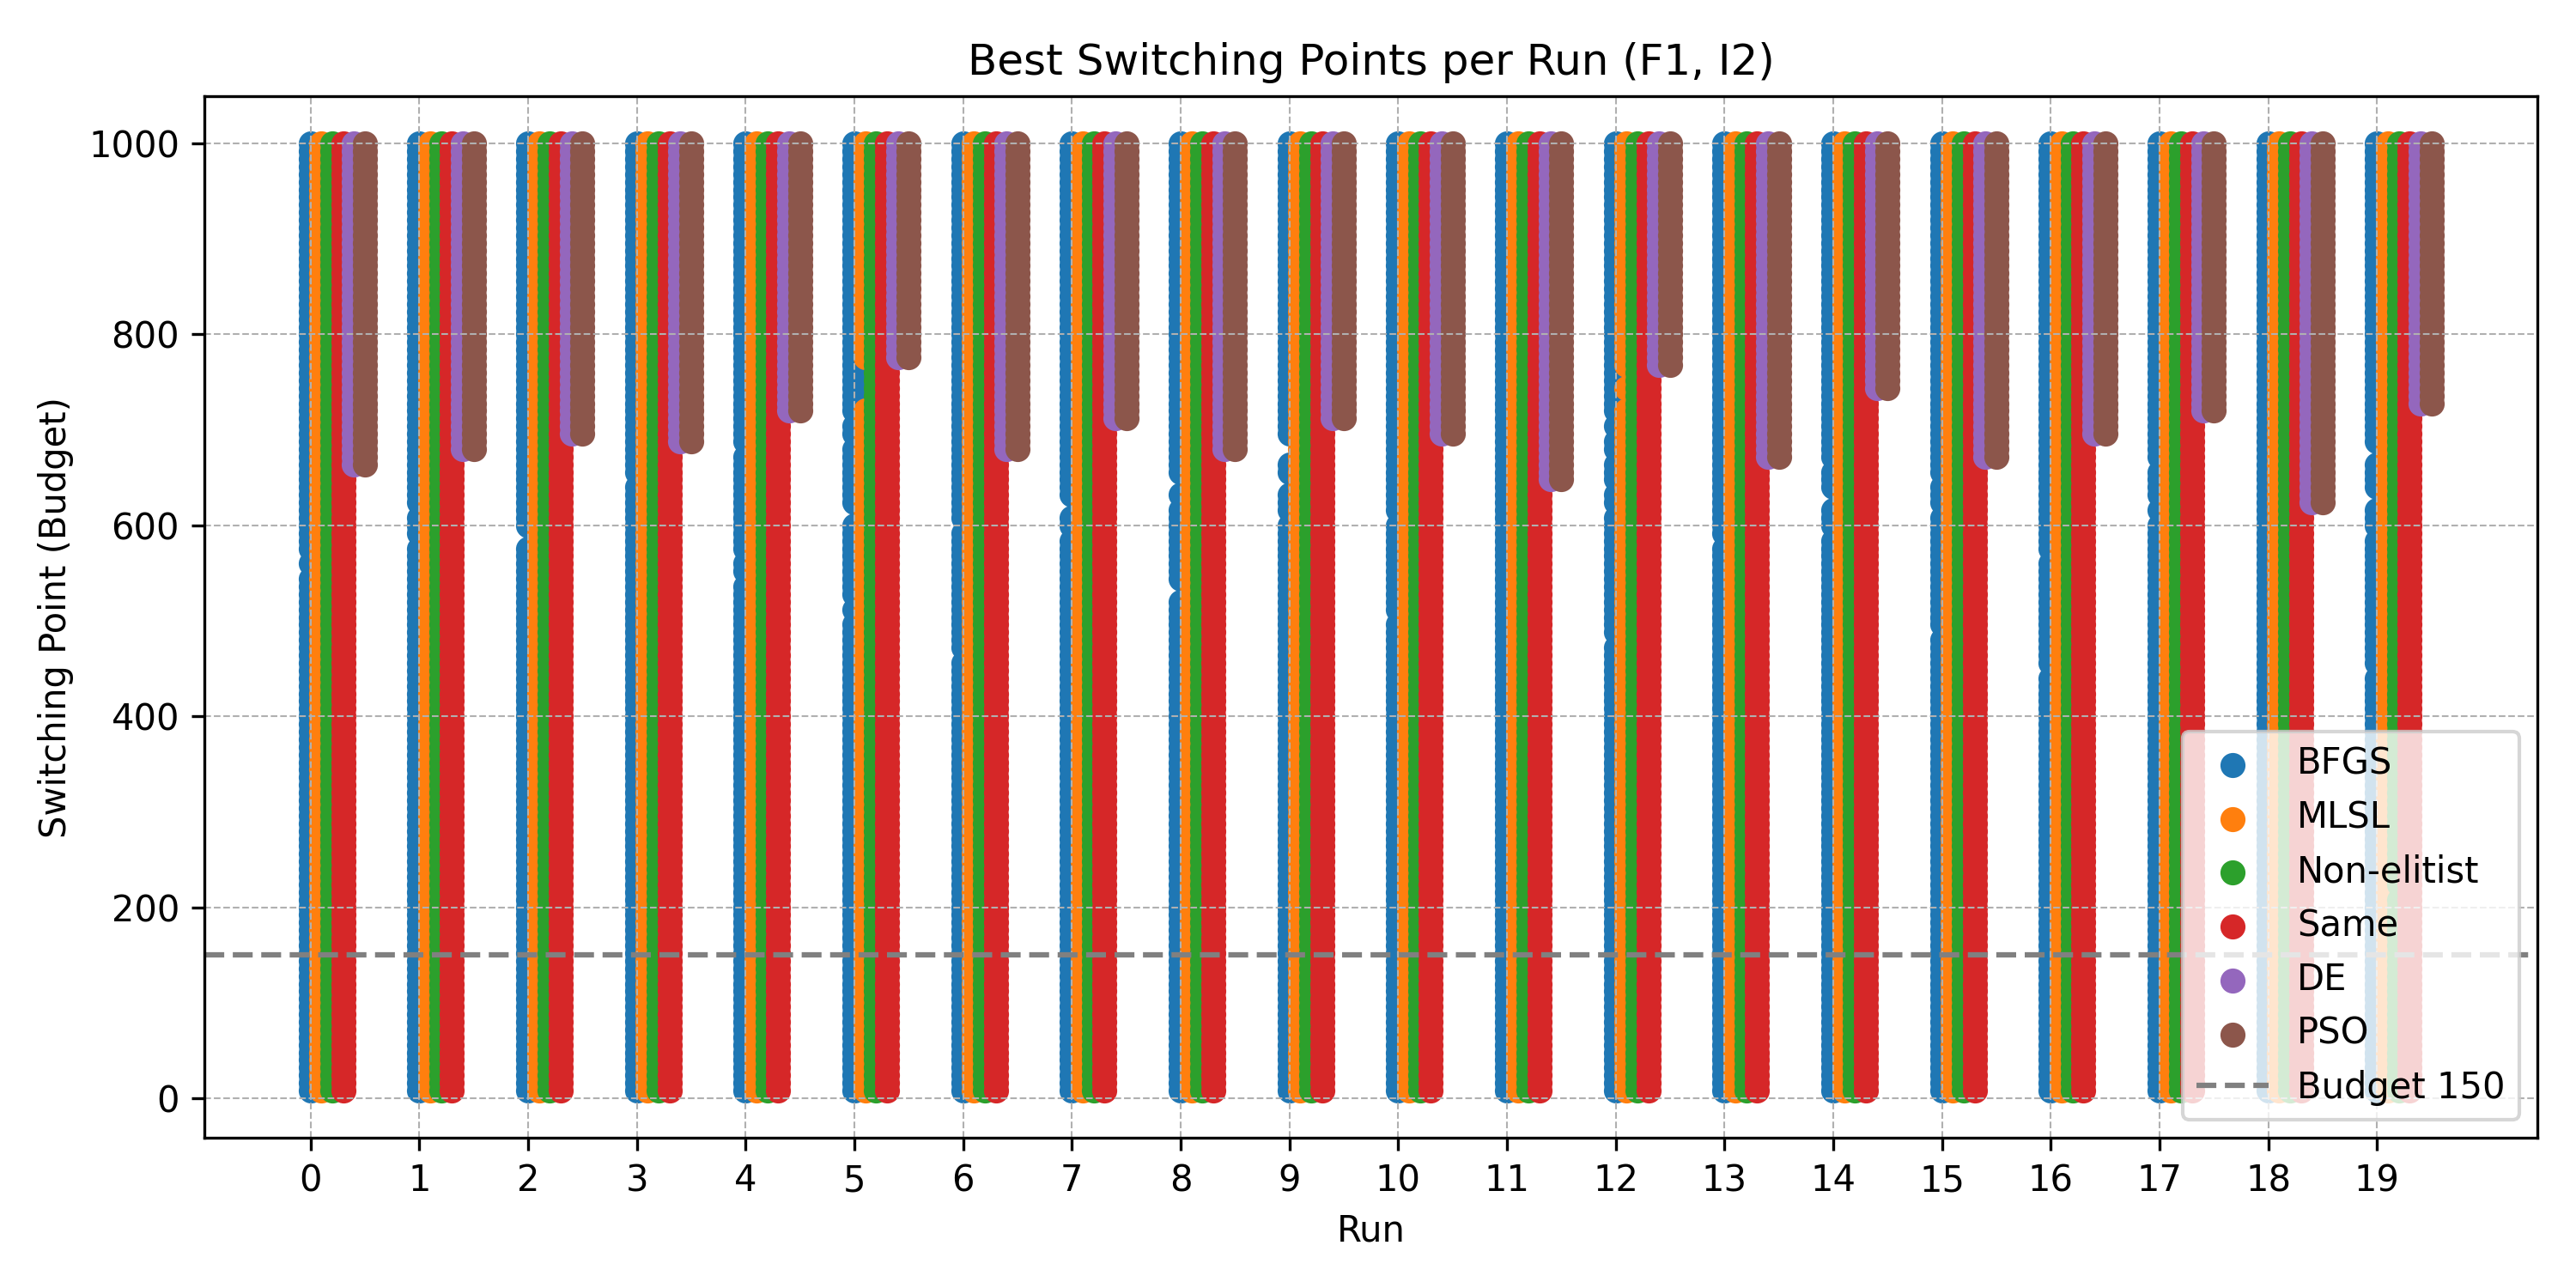 Best Switching Points per Run (F1, I2)
Switching Point (Budget)
1000
800
600
400
200
0
BFGS
MLSL
Non-elitist
Same
DE
PSO
Budget 150
0 1 2 3 4 5 6 7 8 9 10 11 12 13 14 15 16 17 18 19
Run